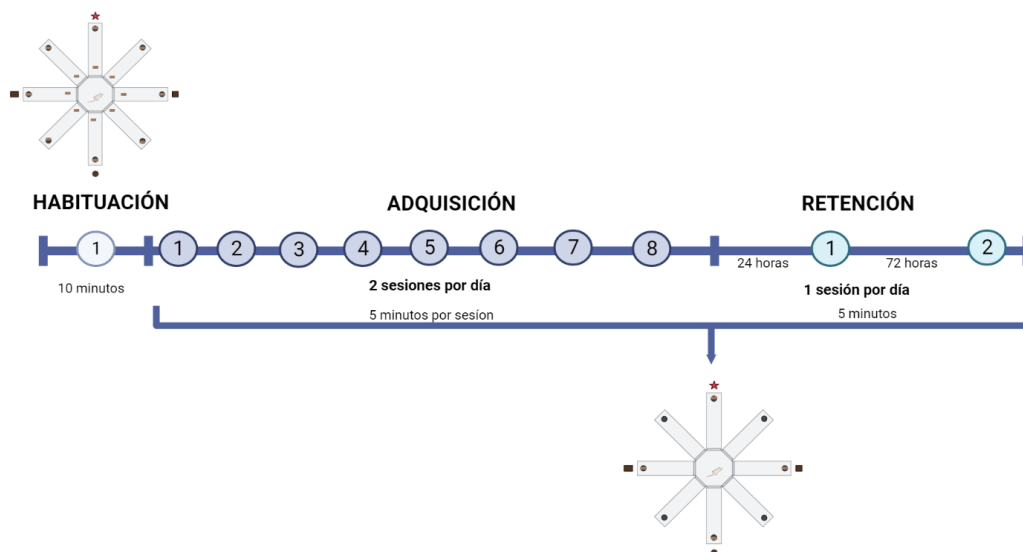 HABITUACIÓN
ADQUISICIÓN
RETENCIÓN
1 1 2 3 4 5 6 7 8 1 2
24 horas
72 horas
10 minutos
2 sesiones por día
1 sesión por día
5 minutos por sesíon
5 minutos